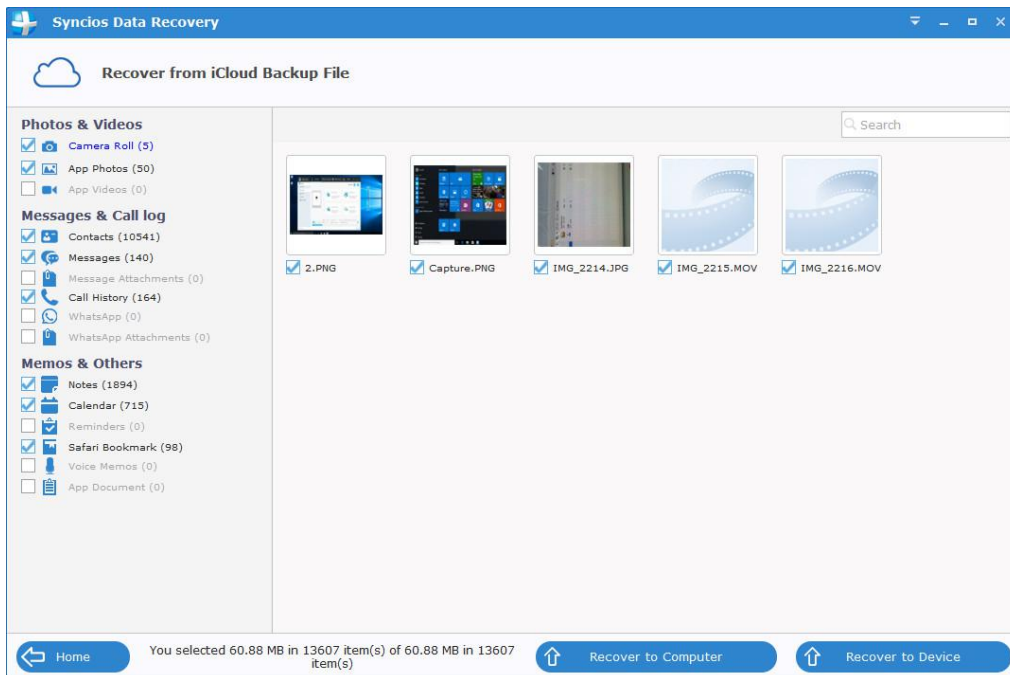 Syncios Data Recovery
Recover from iCloud Backup File
Photos & Videos
Camera Roll (5)
App Photos (50)
App Videos (0)
Messages & Call log
Contacts (10541)
Messages (140)
Message Attachments (0)
Call History (164)
WhatsApp (0)
WhatsApp Attachments (0)
Memos & Others
Notes (1894)
Calendar (715)
Reminders (0)
Safari Bookmark (98)
Voice Memos (0)
App Document (0)
Search
2.PNG
Capture.PNG
IMG_2214.JPG
IMG_2215.MOV
IMG_2216.MOV
Home
You selected 60.88 MB in 13607 item(s) of 60.88 MB in 13607
item(s)
Recover to Computer
Recover to Device